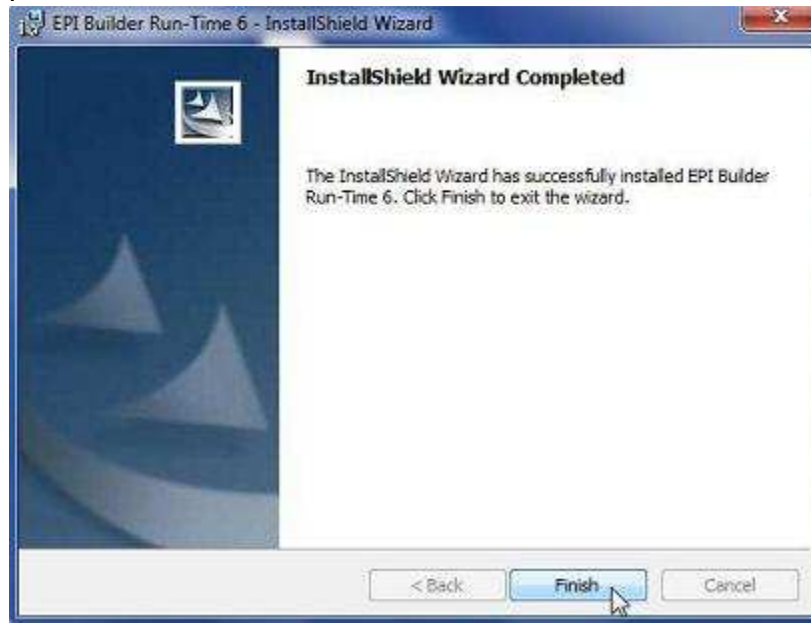 EPI Builder Run-Time 6 - InstallShield Wizard
InstallShield Wizard Completed
The InstallShield Wizard has successfully installed EPI Builder
Run-Time 6. Click Finish to exit the wizard.
< Back
Finish
Cancel